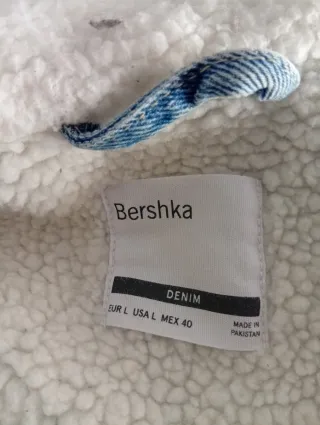 Bershka
DENIM
EUR L USA L MEX 40
MADE IN
PAKISTAN